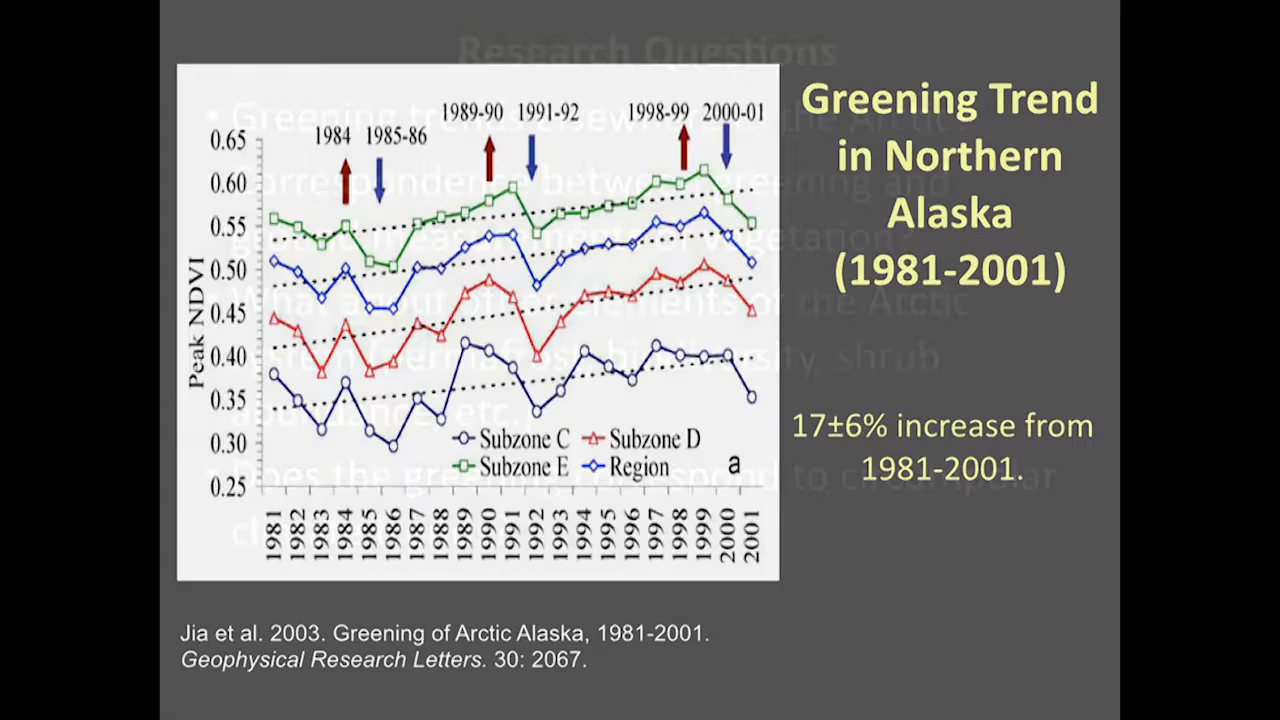 Research Questions
Greening Trend
in Northern
Alaska
(1981-2001)
17±6% increase from
1981-2001.
1984
1985-86
1989-90
1991-92
1998-99
2000-01
Peak NDVI
0.65
0.60
0.55
0.50
0.45
0.40
0.35
0.30
0.25
Subzone C
Subzone D
Subzone E
Region
a
1981
1982
1983
1984
1985
1986
1987
1988
1989
1990
1991
1992
1993
1994
1995
1996
1997
1998
1999
2000
2001
Jia et al. 2003. Greening of Arctic Alaska, 1981-2001.
Geophysical Research Letters. 30: 2067.